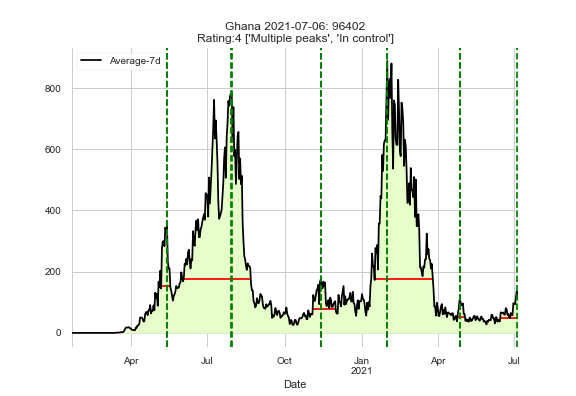 Ghana 2021-07-06: 96402
Rating:4 ['Multiple peaks', 'In control']
Average-7d
800
600
400
200
0
Apr Jul Oct Jan Apr Jul
2021
Date